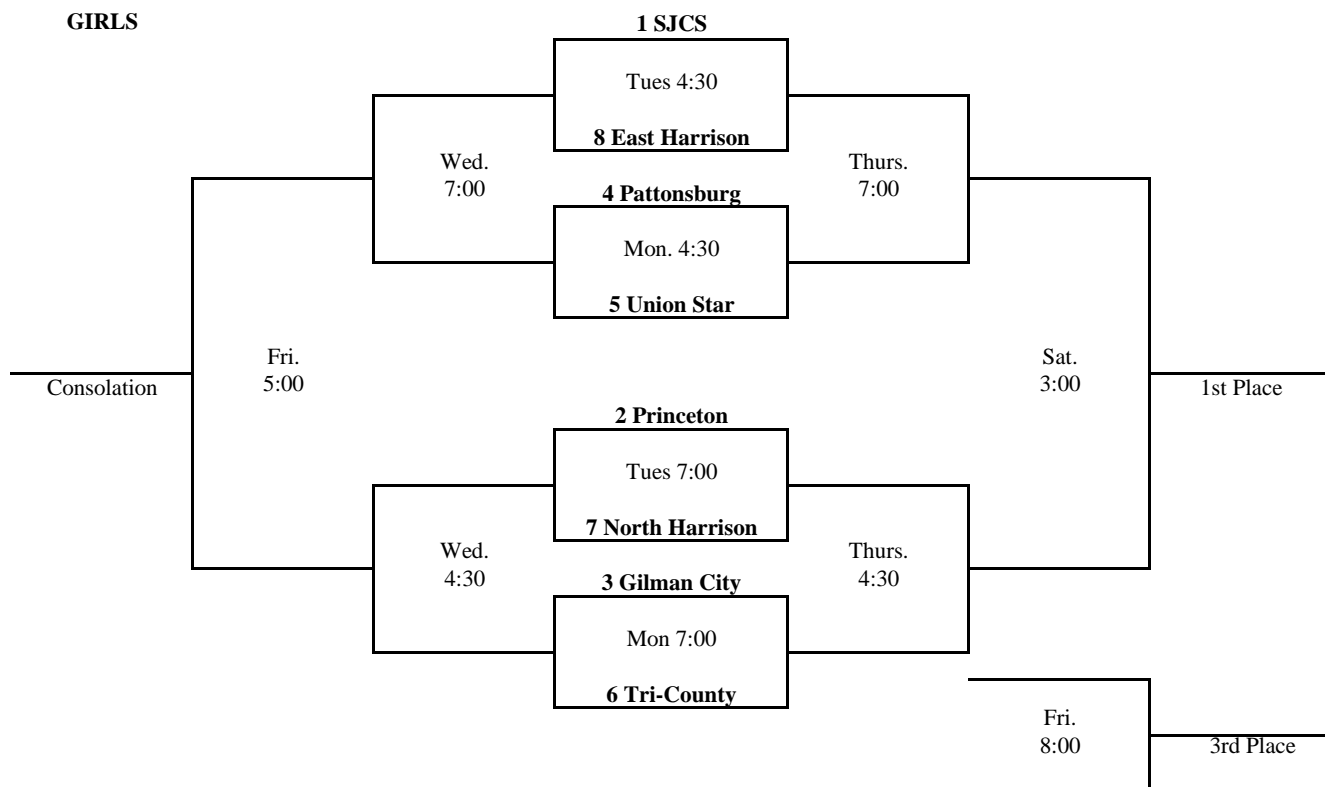 GIRLS
1 SJCS
Tues 4:30
8 East Harrison
Wed.
7:00
Thurs.
7:00
4 Pattonsburg
Mon. 4:30
5 Union Star
Fri.
5:00
Sat.
3:00
Consolation
1st Place
2 Princeton
Tues 7:00
7 North Harrison
Wed.
4:30
Thurs.
4:30
3 Gilman City
Mon 7:00
6 Tri-County
Fri.
8:00
3rd Place